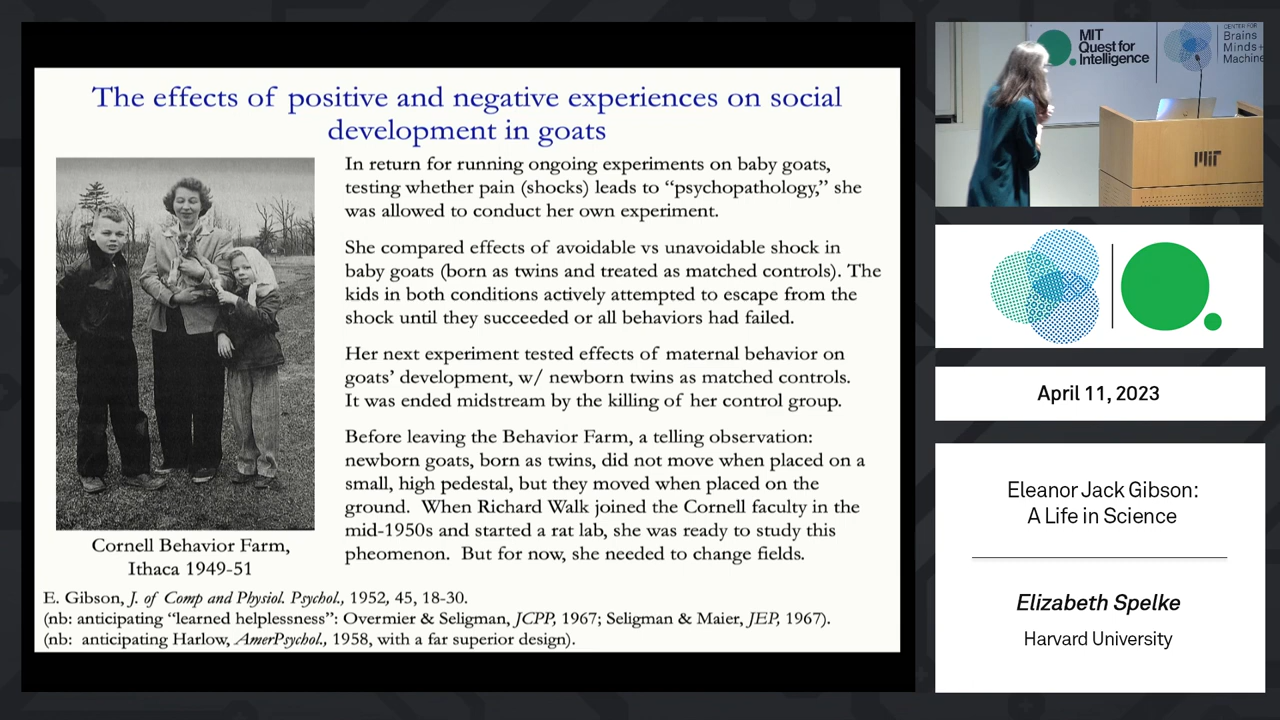 The effects of positive and negative experiences on social
development in goats
In return for running ongoing experiments on baby goats,
testing whether pain (shocks) leads to “psychopathology,” she
was allowed to conduct her own experiment.
She compared effects of avoidable vs unavoidable shock in
baby goats (born as twins and treated as matched controls). The
kids in both conditions actively attempted to escape from the
shock until they succeeded or all behaviors had failed.
Her next experiment tested effects of maternal behavior on
goats’ development, w/ newborn twins as matched controls.
It was ended midstream by the killing of her control group.
Before leaving the Behavior Farm, a telling observation:
newborn goats, born as twins, did not move when placed on a
small, high pedestal, but they moved when placed on the
ground. When Richard Walk joined the Cornell faculty in the
mid-1950s and started a rat lab, she was ready to study this
pheomenon. But for now, she needed to change fields.
Cornell Behavior Farm,
Ithaca 1949-51
E. Gibson, J. of Comp and Physiol. Psychol., 1952, 45, 18-30.
(nb: anticipating “learned helplessness”: Overmier & Seligman, JCPP, 1967; Seligman & Maier, JEP, 1967).
(nb: anticipating Harlow, AmerPsychol., 1958, with a far superior design).
MIT
Quest for
Intelligence
CENTER FOR
Brains
Minds+
Machine
MIT
April 11, 2023
Eleanor Jack Gibson:
A Life in Science
Elizabeth Spelke
Harvard University